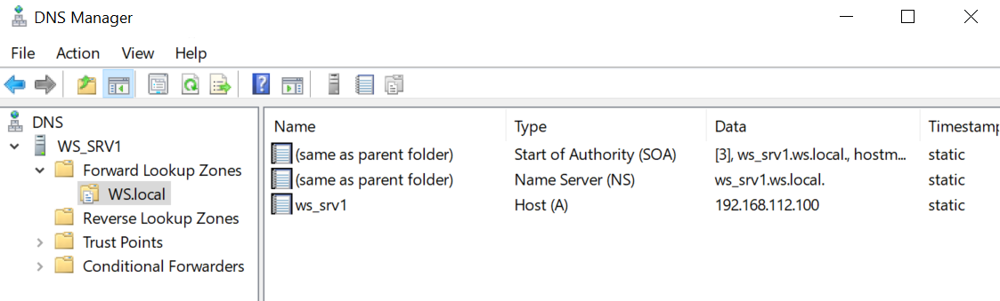 DNS Manager
File Action View Help
DNS
WS_SRV1
Forward Lookup Zones
WS.local
Reverse Lookup Zones
Trust Points
Conditional Forwarders
Name Type Data Timestamp
(same as parent folder) Start of Authority (SOA) [3], ws_srv1.ws.local., hostm... static
(same as parent folder) Name Server (NS) ws_srv1.ws.local. static
ws_srv1 Host (A) 192.168.112.100 static